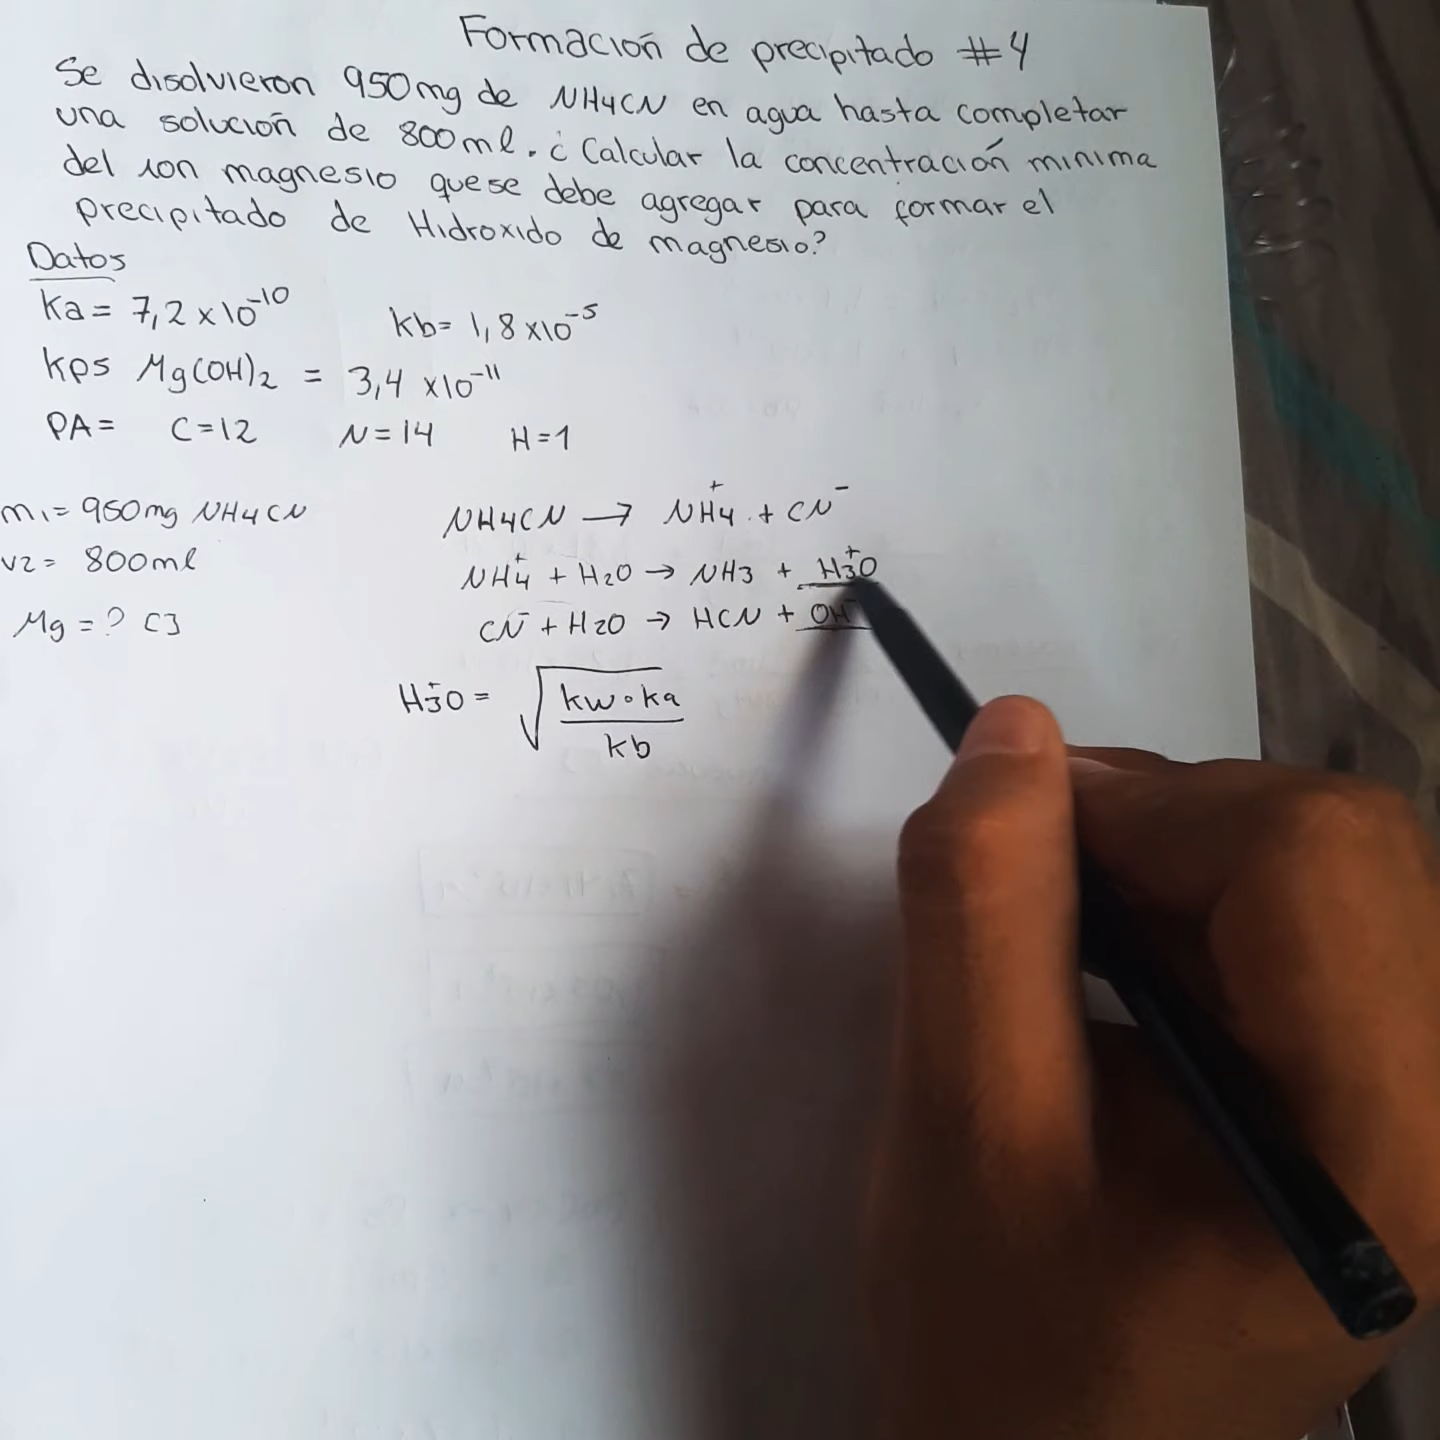 Formación de precipitado #4
Se disolvieron 950mg de NH4CN en agua hasta completar
una solución de 800ml. ¿ Calcular la concentración minima
del ion magnesio que se debe agregar para formar el
precipitado de Hidroxido de magnesio?
Datos
ka = 7,2 x10⁻¹⁰ kb= 1,8 x10⁻⁵
kps Mg(OH)₂ = 3,4 x10⁻¹¹
PA= C=12 N=14 H=1
m1= 950mg NH4CN
v2= 800ml
Mg=? C3
NH4CN → NH4⁺ + CN⁻
NH4⁺ + H2O → NH3 + H3O⁺
CN⁻ + H2O → HCN + OH⁻
H3O⁺ = √kw∘ka
kb